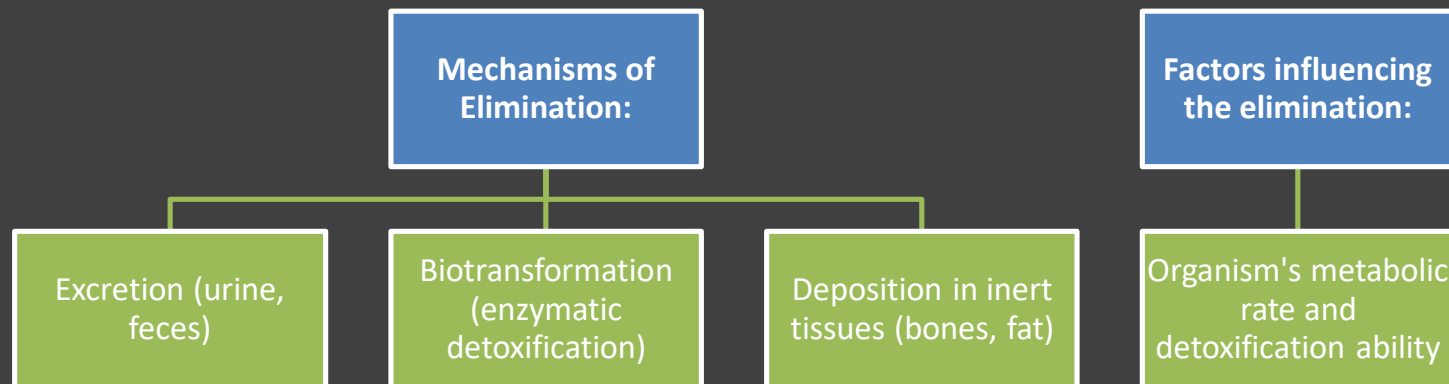 Mechanisms of
Elimination:
Excretion (urine,
feces)
Biotransformation
(enzymatic
detoxification)
Deposition in inert
tissues (bones, fat)
Factors influencing
the elimination:
Organism's metabolic
rate and
detoxification ability